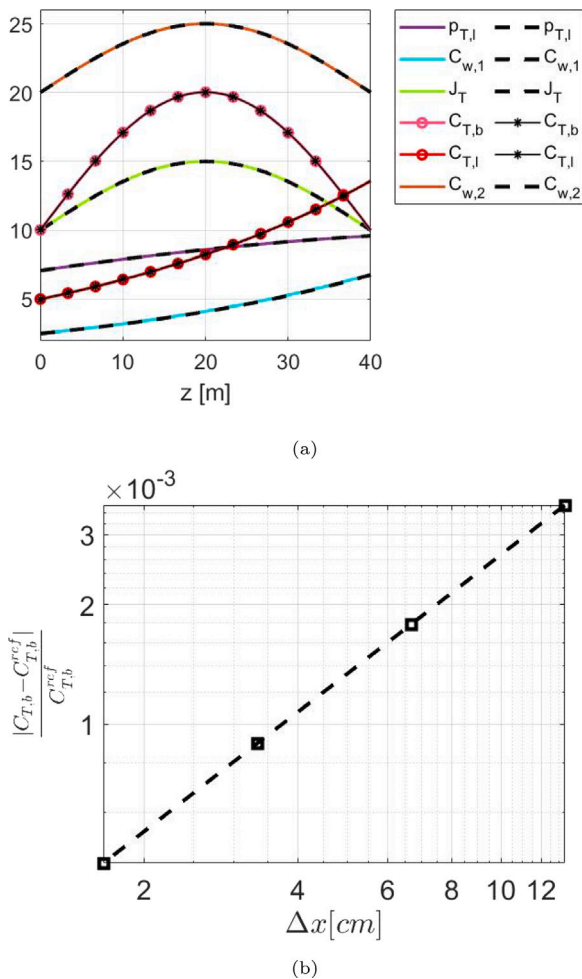 25
20
15
10
5
0 10 20 30 40
z [m]
p_{T,l} p_{T,l}
C_{w,1} C_{w,1}
J_T J_T
C_{T,b} C_{T,b}
C_{T,l} C_{T,l}
C_{w,2} C_{w,2}
(a)
×10^{-3}
3
2
1
|C_{T,b}-C_{T,b}^{ref}|
C_{T,b}^{ref}
2 4 6 8 10 12
Δx[cm]
(b)